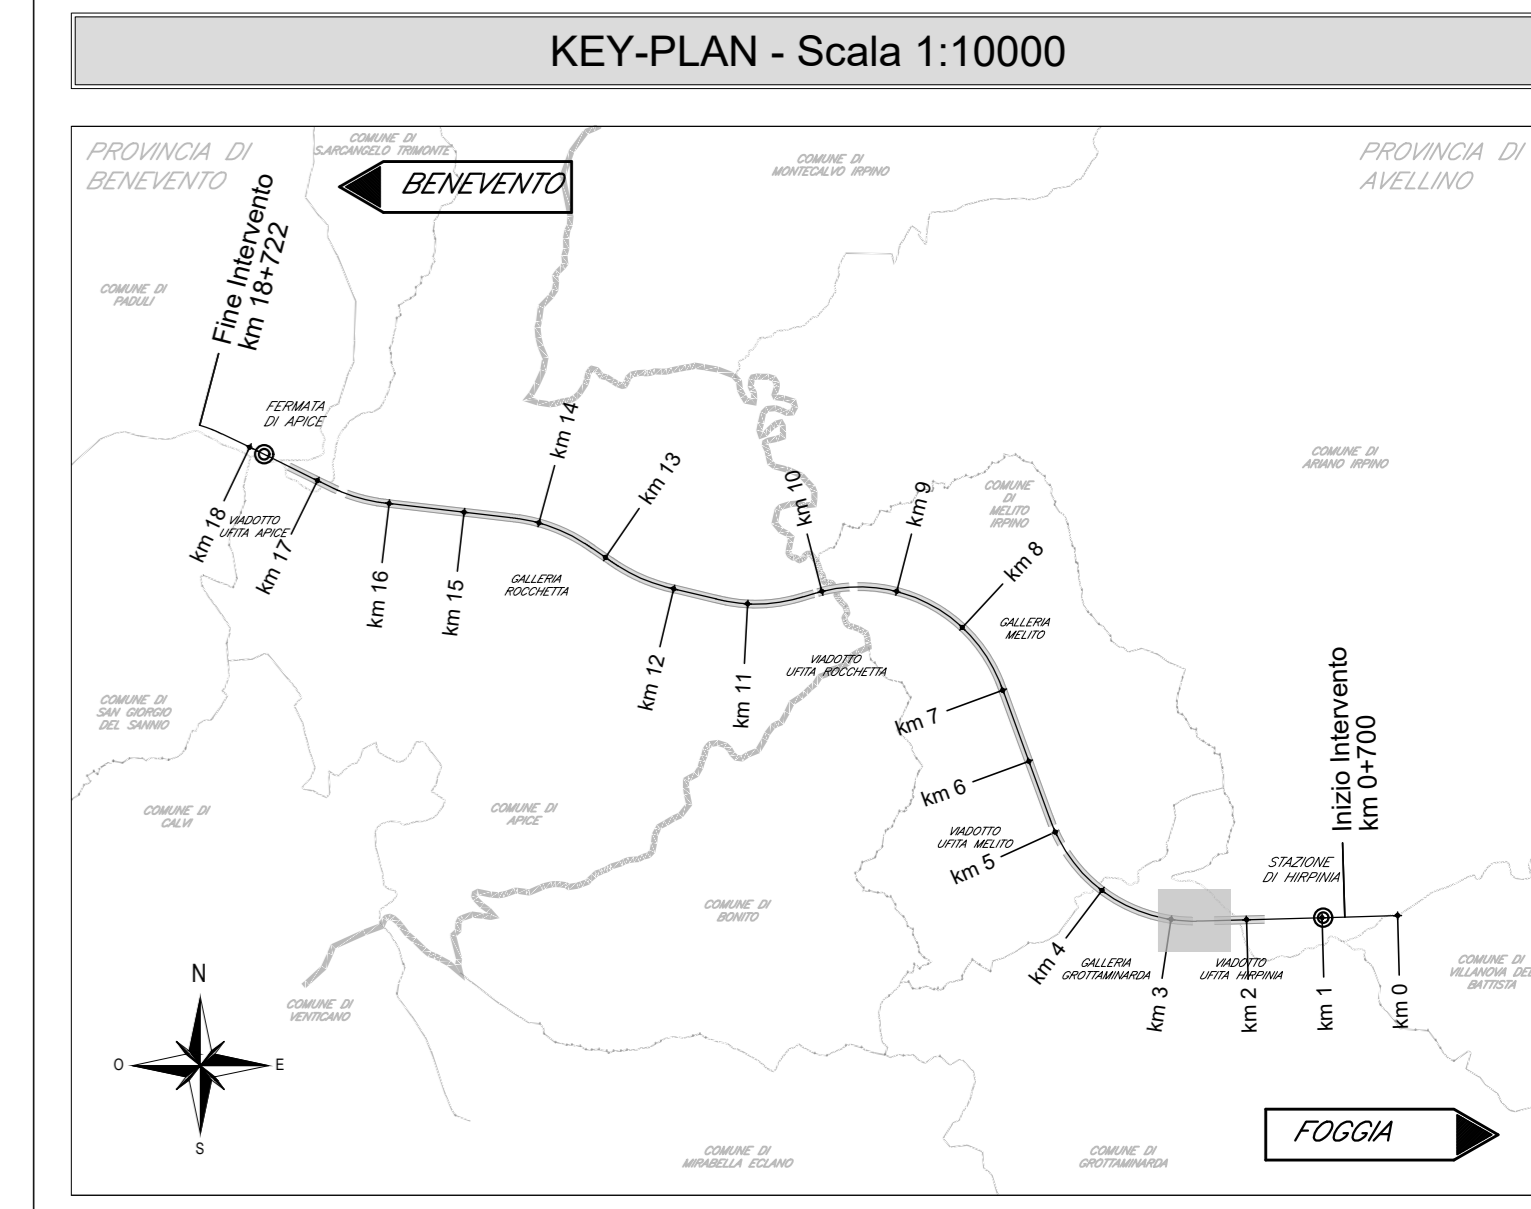 KEY-PLAN - Scala 1:10000
PROVINCIA DI
BENEVENTO
COMUNE DI
S.ARCANGELO TRIMONTE
BENEVENTO
COMUNE DI
MONTECALVO IRPINO
PROVINCIA DI
AVELLINO
Fine Intervento
km 18+722
COMUNE DI
PADULI
FERMATA
DI APICE
km 14
km 13
km 10
km 9
COMUNE
DI
MELITO
IRPINO
COMUNE DI
ARIANO IRPINO
km 18
VIADOTTO
UFITA APICE
km 17
km 16
km 15
GALLERIA
ROCCHETTA
km 8
GALLERIA
MELITO
km 12
km 11
VIADOTTO
UFITA ROCCHETTA
km 7
Inizio Intervento
km 0+700
COMUNE DI
SAN GIORGIO
DEL SANNIO
COMUNE DI
CALVI
COMUNE DI
APICE
km 6
VIADOTTO
UFITA MELITO
km 5
STAZIONE
DI HIRPINIA
COMUNE DI
BONITO
km 4
GALLERIA
GROTTAMINARDA
km 3
VIADOTTO
UFITA HIRPINIA
km 2
km 1
km 0
COMUNE DI
VILLANOVA DEL
BATTISTA
COMUNE DI
VENTICANO
N
O
E
S
COMUNE DI
MIRABELLA ECLANO
COMUNE DI
GROTTAMINARDA
FOGGIA